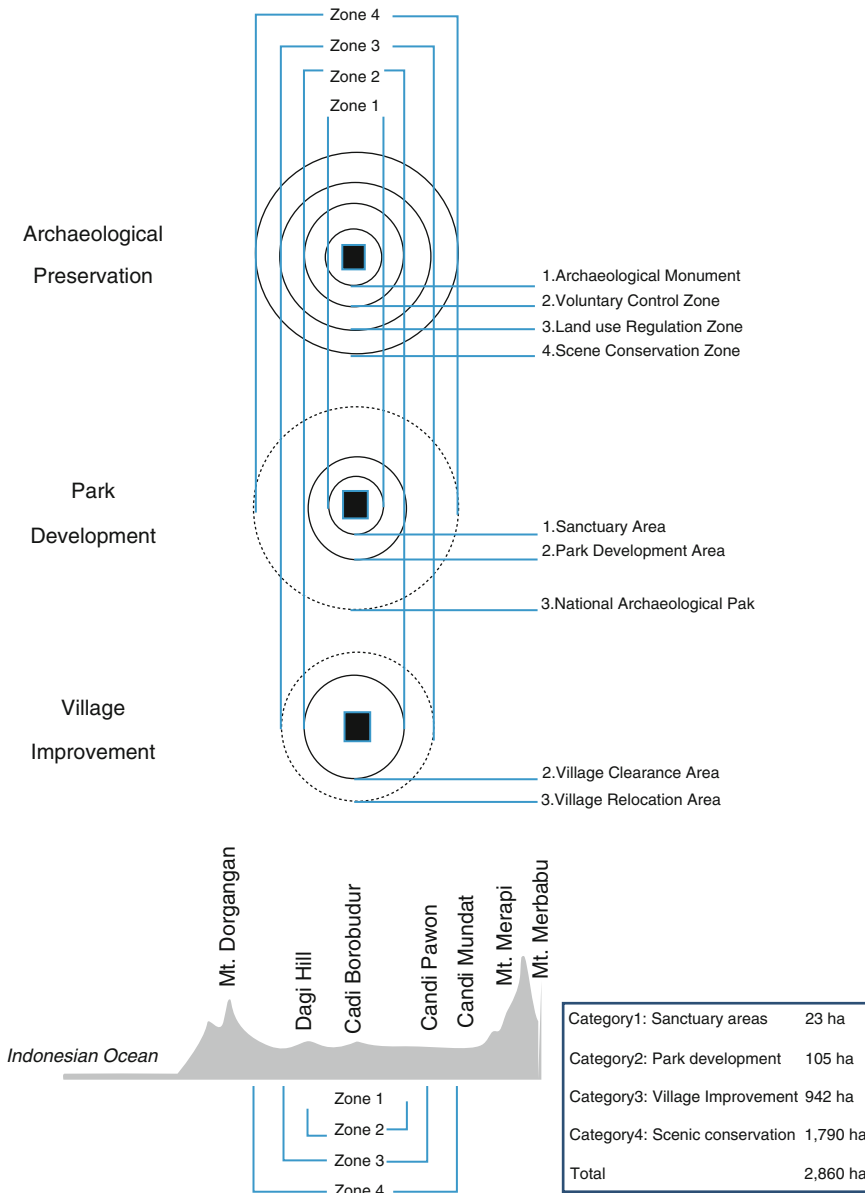 Zone 4
Zone 3
Zone 2
Zone 1
Archaeological
Preservation
1.Archaeological Monument
2.Voluntary Control Zone
3.Land use Regulation Zone
4.Scene Conservation Zone
Park
Development
1.Sanctuary Area
2.Park Development Area
3.National Archaeological Pak
Village
Improvement
2.Village Clearance Area
3.Village Relocation Area
Mt. Dorgangan
Dagi Hill
Cadi Borobudur
Candi Pawon
Candi Mundat
Mt. Merapi
Mt. Merbabu
Indonesian Ocean
Zone 1
Zone 2
Zone 3
Zone 4
Category1: Sanctuary areas 23 ha
Category2: Park development 105 ha
Category3: Village Improvement 942 ha
Category4: Scenic conservation 1,790 ha
Total 2,860 ha